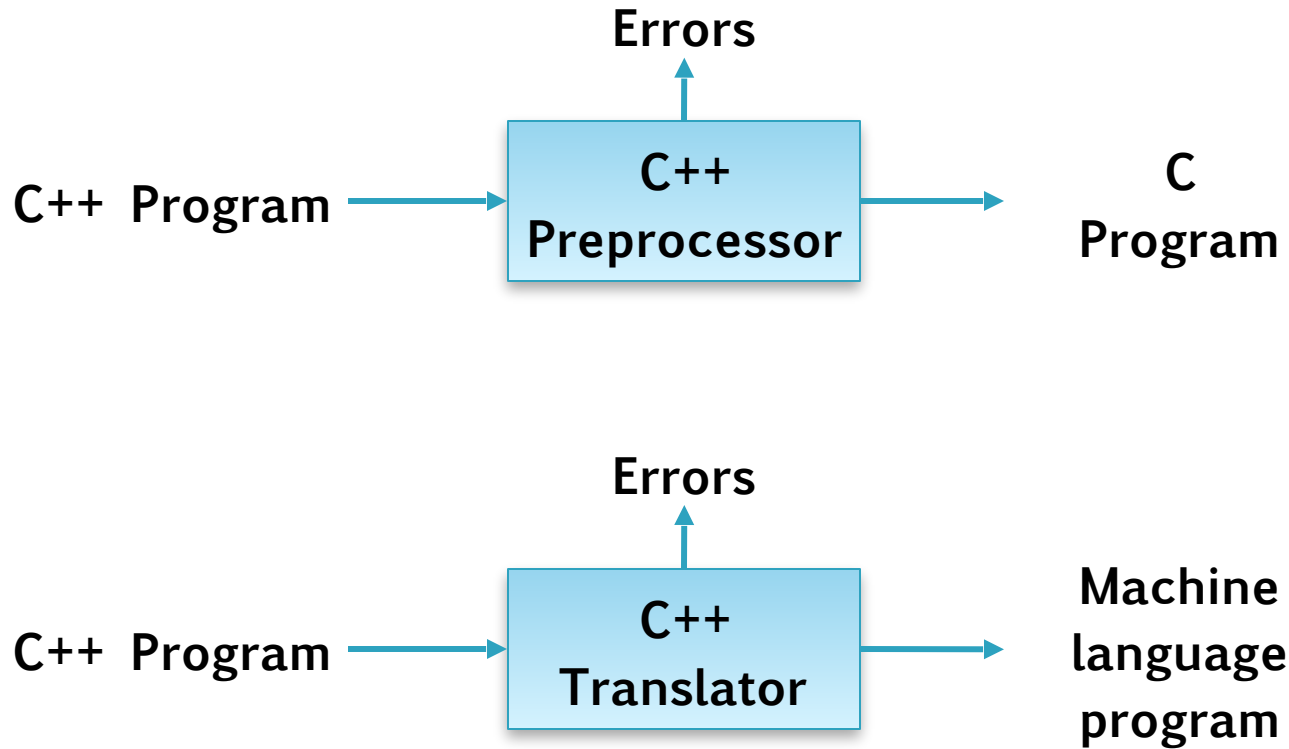 Errors
C++ Program
C++
Preprocessor
C
Program
Errors
C++ Program
C++
Translator
Machine
language
program